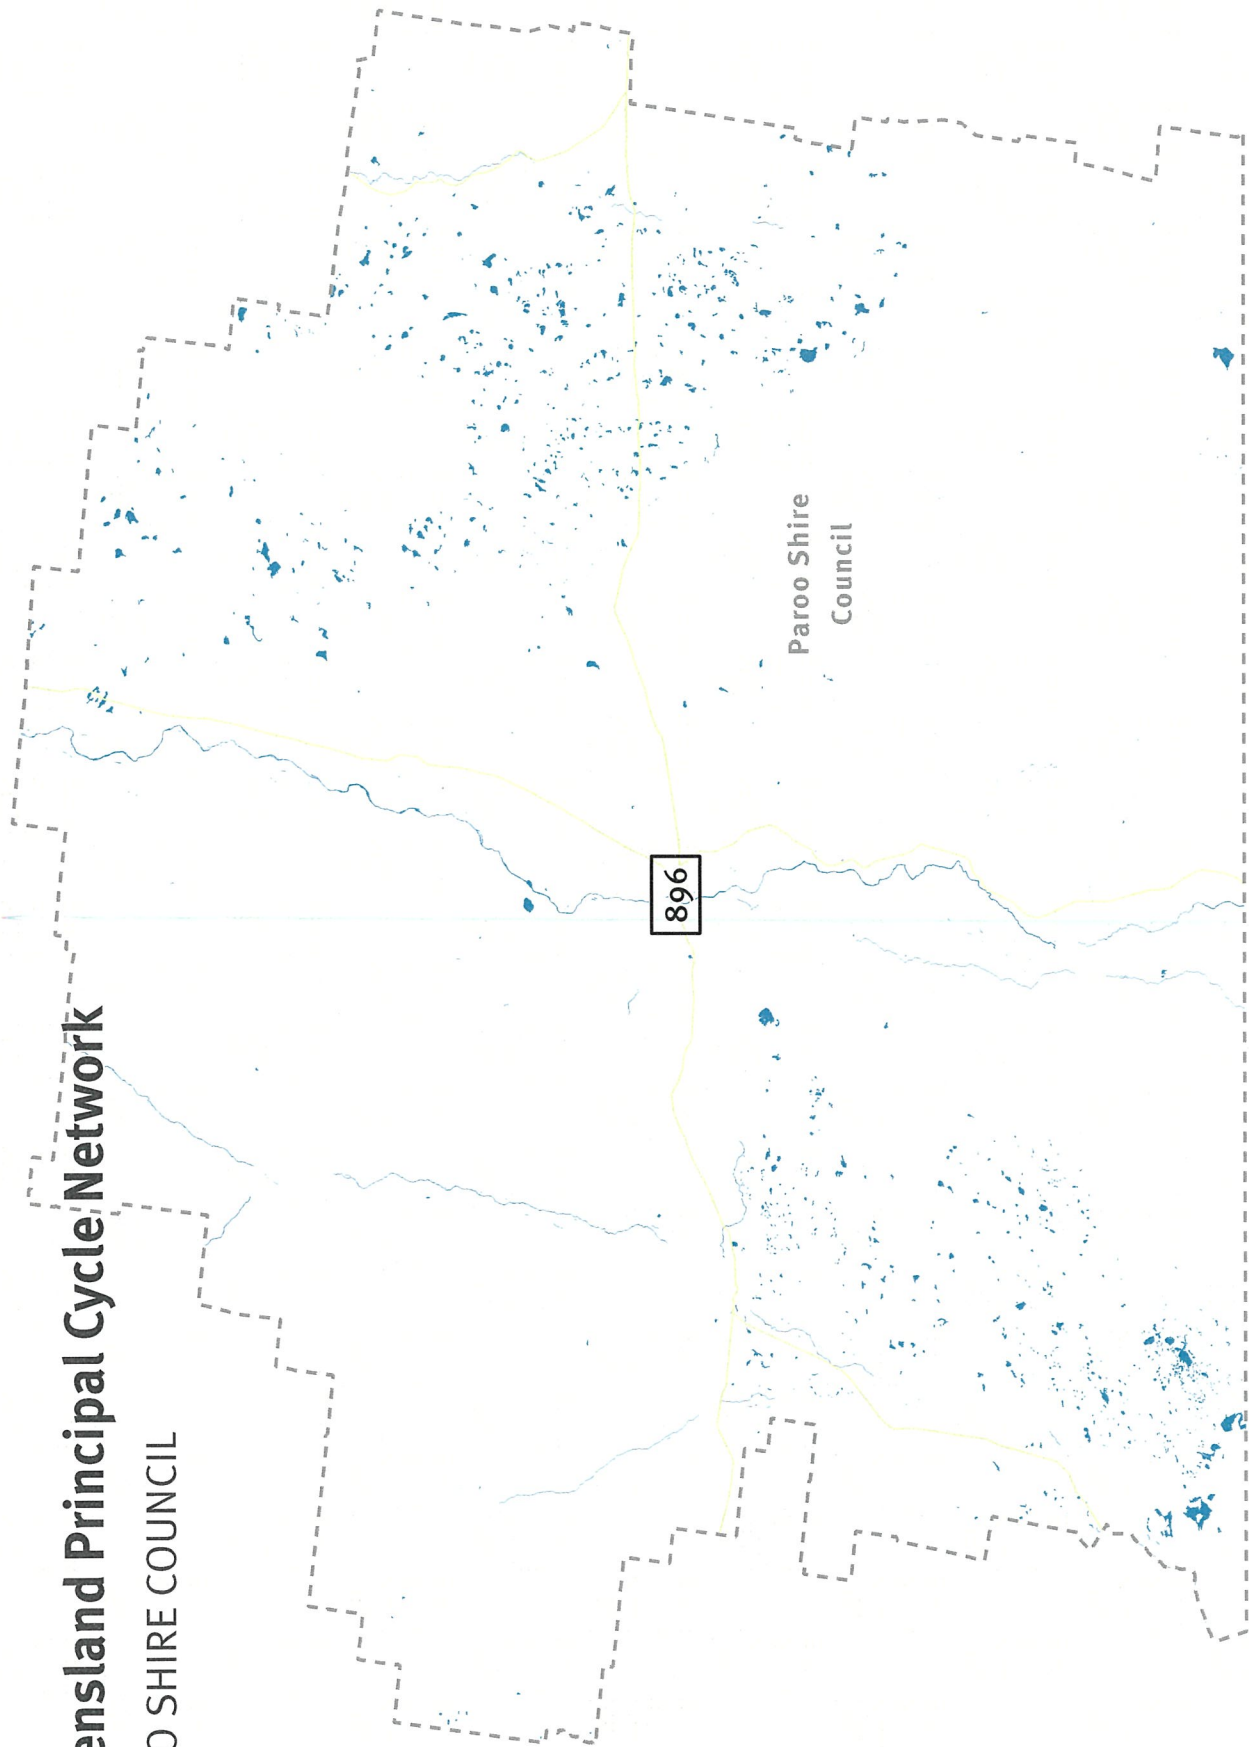 ensland Principal Cycle Network
O SHIRE COUNCIL
896
Paroo Shire
Council